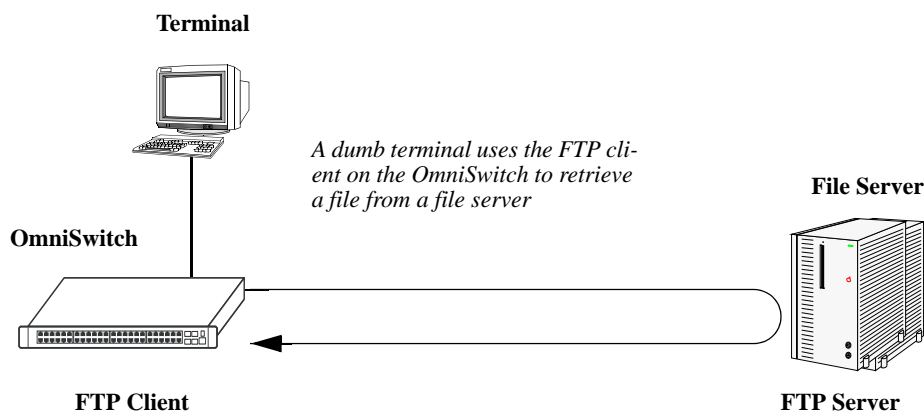 Terminal
A dumb terminal uses the FTP cli-
ent on the OmniSwitch to retrieve
a file from a file server
File Server
OmniSwitch
FTP Client
FTP Server